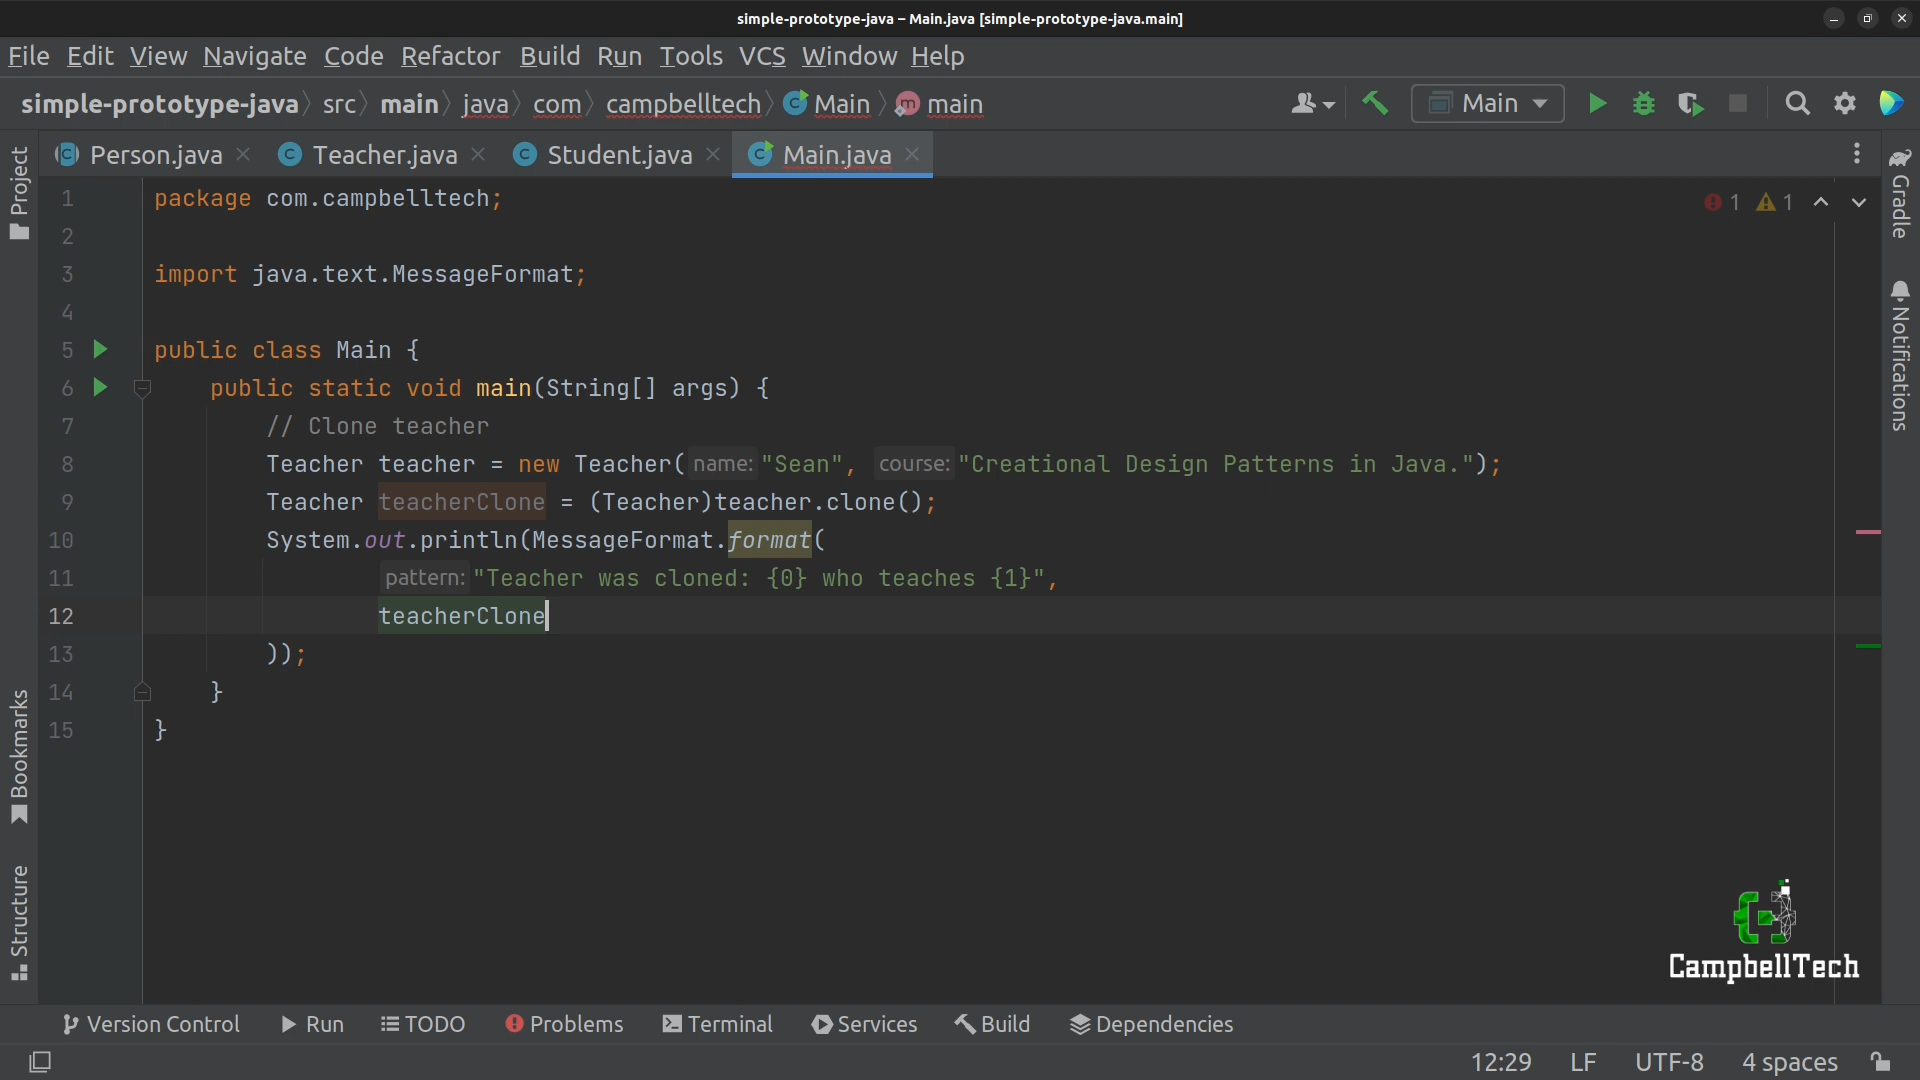 simple-prototype-java – Main.java [simple-prototype-java.main]
File Edit View Navigate Code Refactor Build Run Tools VCS Window Help
simple-prototype-java src main java com campbelltech Main main
Main
Person.java Teacher.java Student.java Main.java
Project
Bookmarks
Structure
Gradle
Notifications
1 1
1 package com.campbelltech;
2
3 import java.text.MessageFormat;
4
5 public class Main {
6 public static void main(String[] args) {
7 // Clone teacher
8 Teacher teacher = new Teacher( name: "Sean", course: "Creational Design Patterns in Java.");
9 Teacher teacherClone = (Teacher)teacher.clone();
10 System.out.println(MessageFormat.format(
11 pattern: "Teacher was cloned: {0} who teaches {1}",
12 teacherClone
13 ));
14 }
15 }
CampbellTech
Version Control Run TODO Problems Terminal Services Build Dependencies
12:29 LF UTF-8 4 spaces